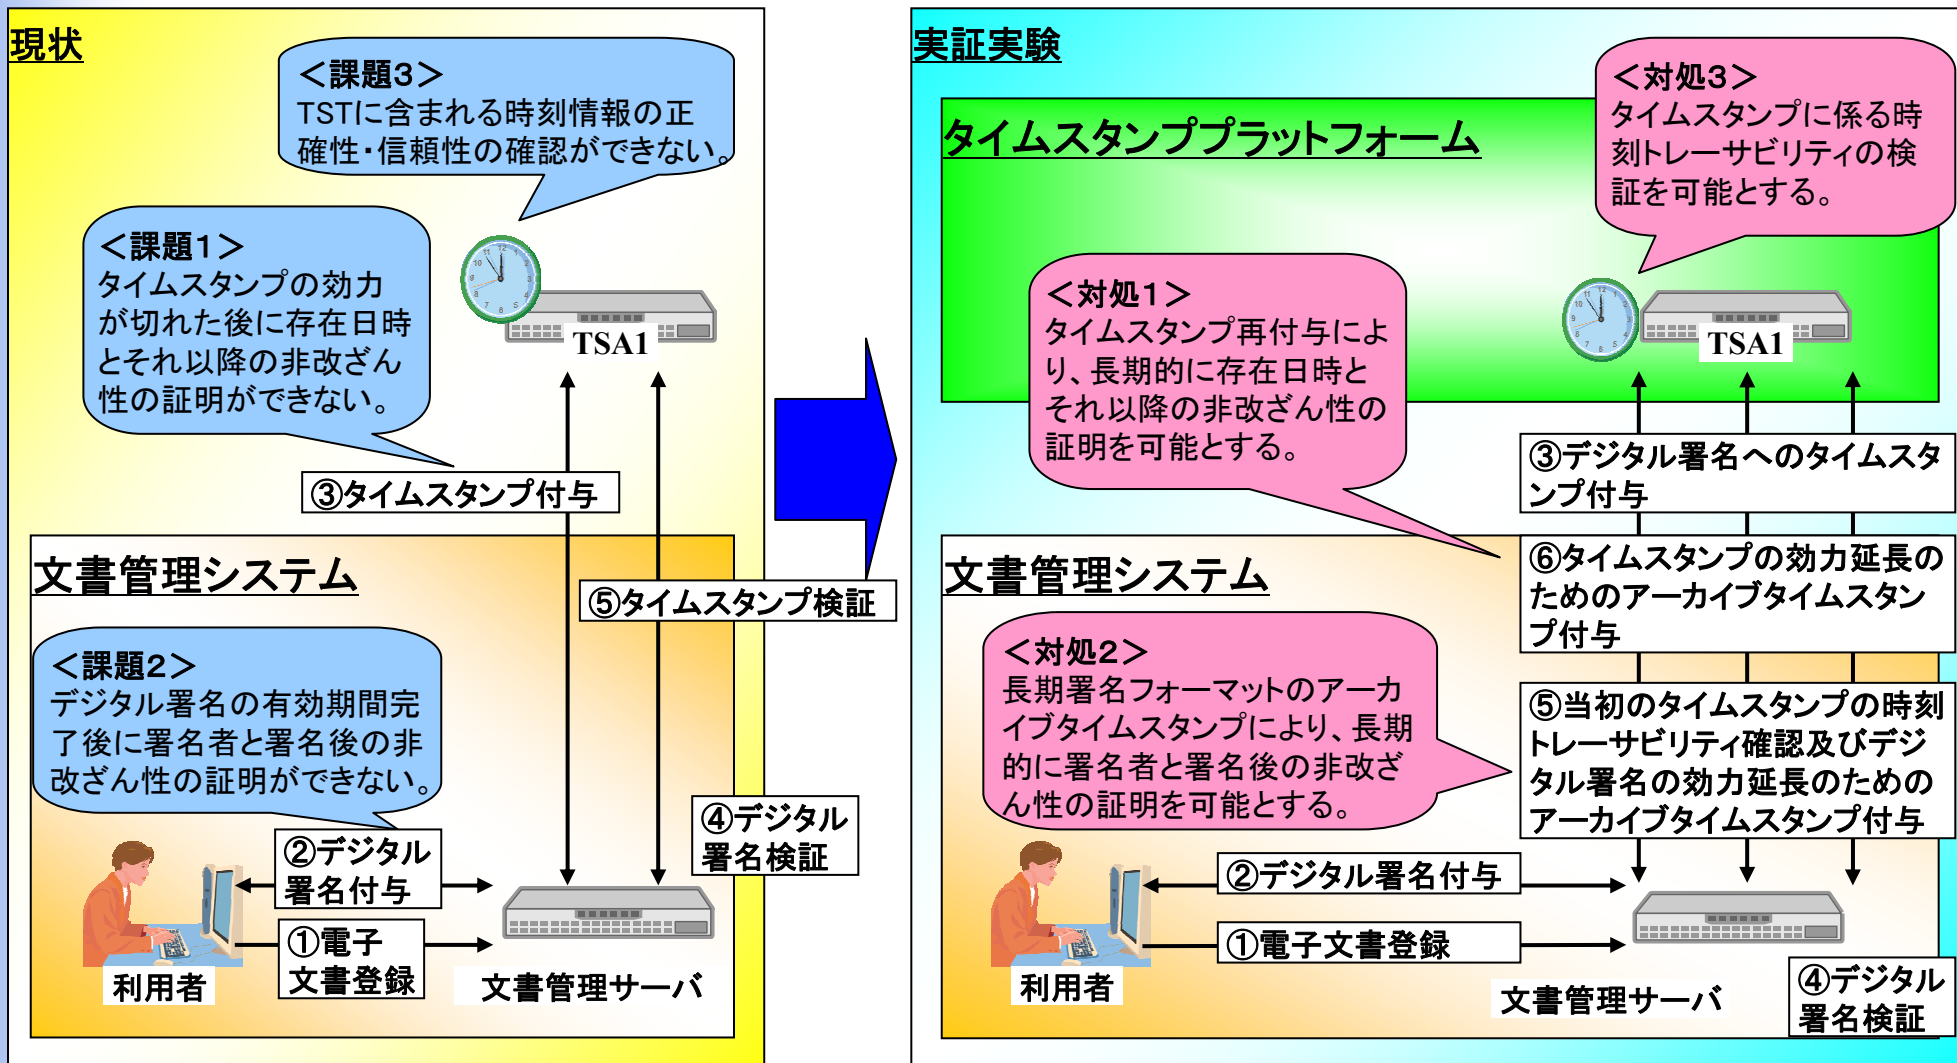 現状
＜課題3＞
TSTに含まれる時刻情報の正
確性・信頼性の確認ができない。
＜課題1＞
タイムスタンプの効力
が切れた後に存在日時
とそれ以降の非改ざん
性の証明ができない。
TSA1
③タイムスタンプ付与
文書管理システム
⑤タイムスタンプ検証
＜課題2＞
デジタル署名の有効期間完
了後に署名者と署名後の非
改ざん性の証明ができない。
④デジタル
署名検証
②デジタル
署名付与
①電子
文書登録
利用者
文書管理サーバ
実証実験
タイムスタンププラットフォーム
＜対処3＞
タイムスタンプに係る時
刻トレーサビリティの検
証を可能とする。
＜対処1＞
タイムスタンプ再付与によ
り、長期的に存在日時と
それ以降の非改ざん性の
証明を可能とする。
TSA1
③デジタル署名へのタイムスタ
ンプ付与
文書管理システム
⑥タイムスタンプの効力延長の
ためのアーカイブタイムスタン
プ付与
＜対処2＞
長期署名フォーマットのアーカ
イブタイムスタンプにより、長期
的に署名者と署名後の非改ざ
ん性の証明を可能とする。
⑤当初のタイムスタンプの時刻
トレーサビリティ確認及びデジ
タル署名の効力延長のための
アーカイブタイムスタンプ付与
②デジタル署名付与
①電子文書登録
利用者
文書管理サーバ
④デジタル
署名検証